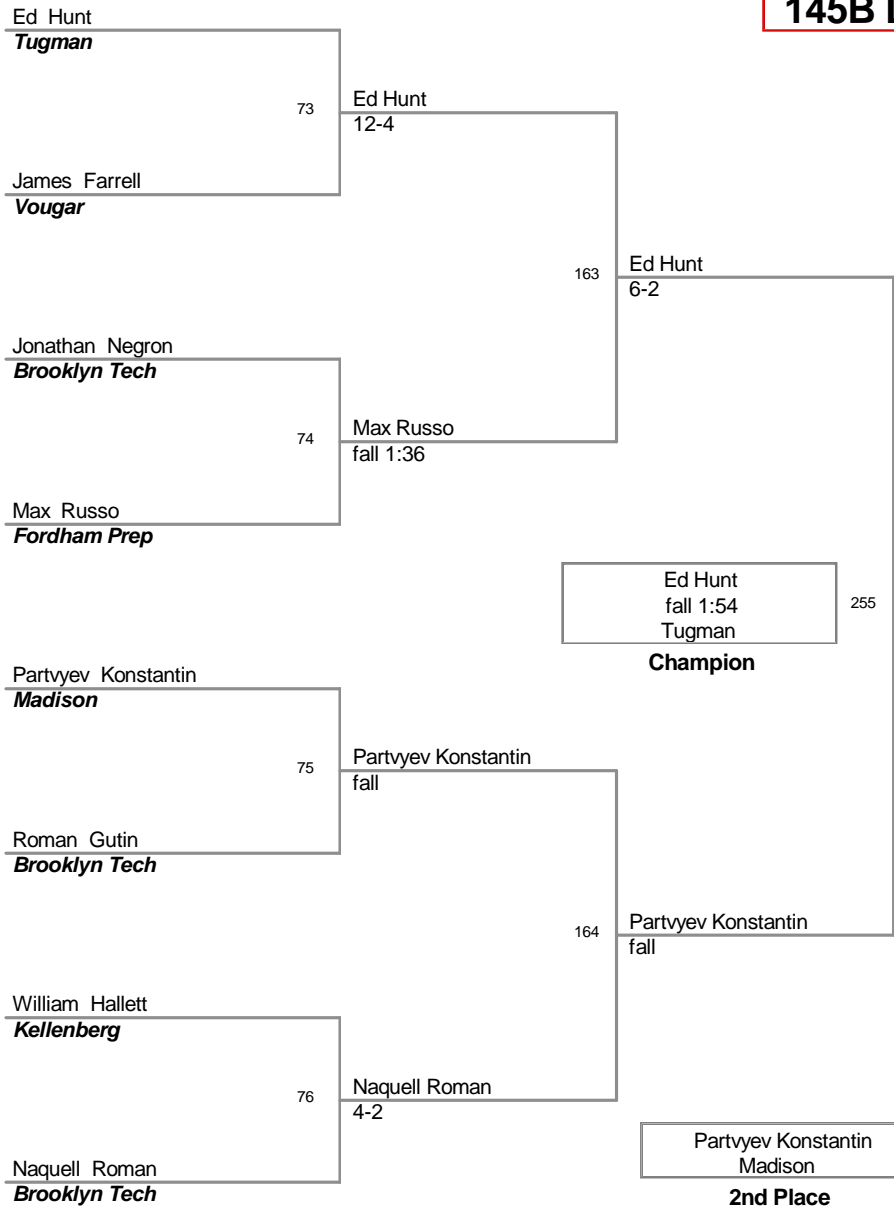 145B
Ed Hunt
Tugman
73
Ed Hunt
12-4
James Farrell
Vougar
163
Ed Hunt
6-2
Jonathan Negron
Brooklyn Tech
74
Max Russo
fall 1:36
Max Russo
Fordham Prep
Ed Hunt
fall 1:54
Tugman
255
Champion
Partvyev Konstantin
Madison
75
Partvyev Konstantin
fall
Roman Gutin
Brooklyn Tech
164
Partvyev Konstantin
fall
William Hallett
Kellenberg
76
Naquell Roman
4-2
Naquell Roman
Brooklyn Tech
Partvyev Konstantin
Madison
2nd Place